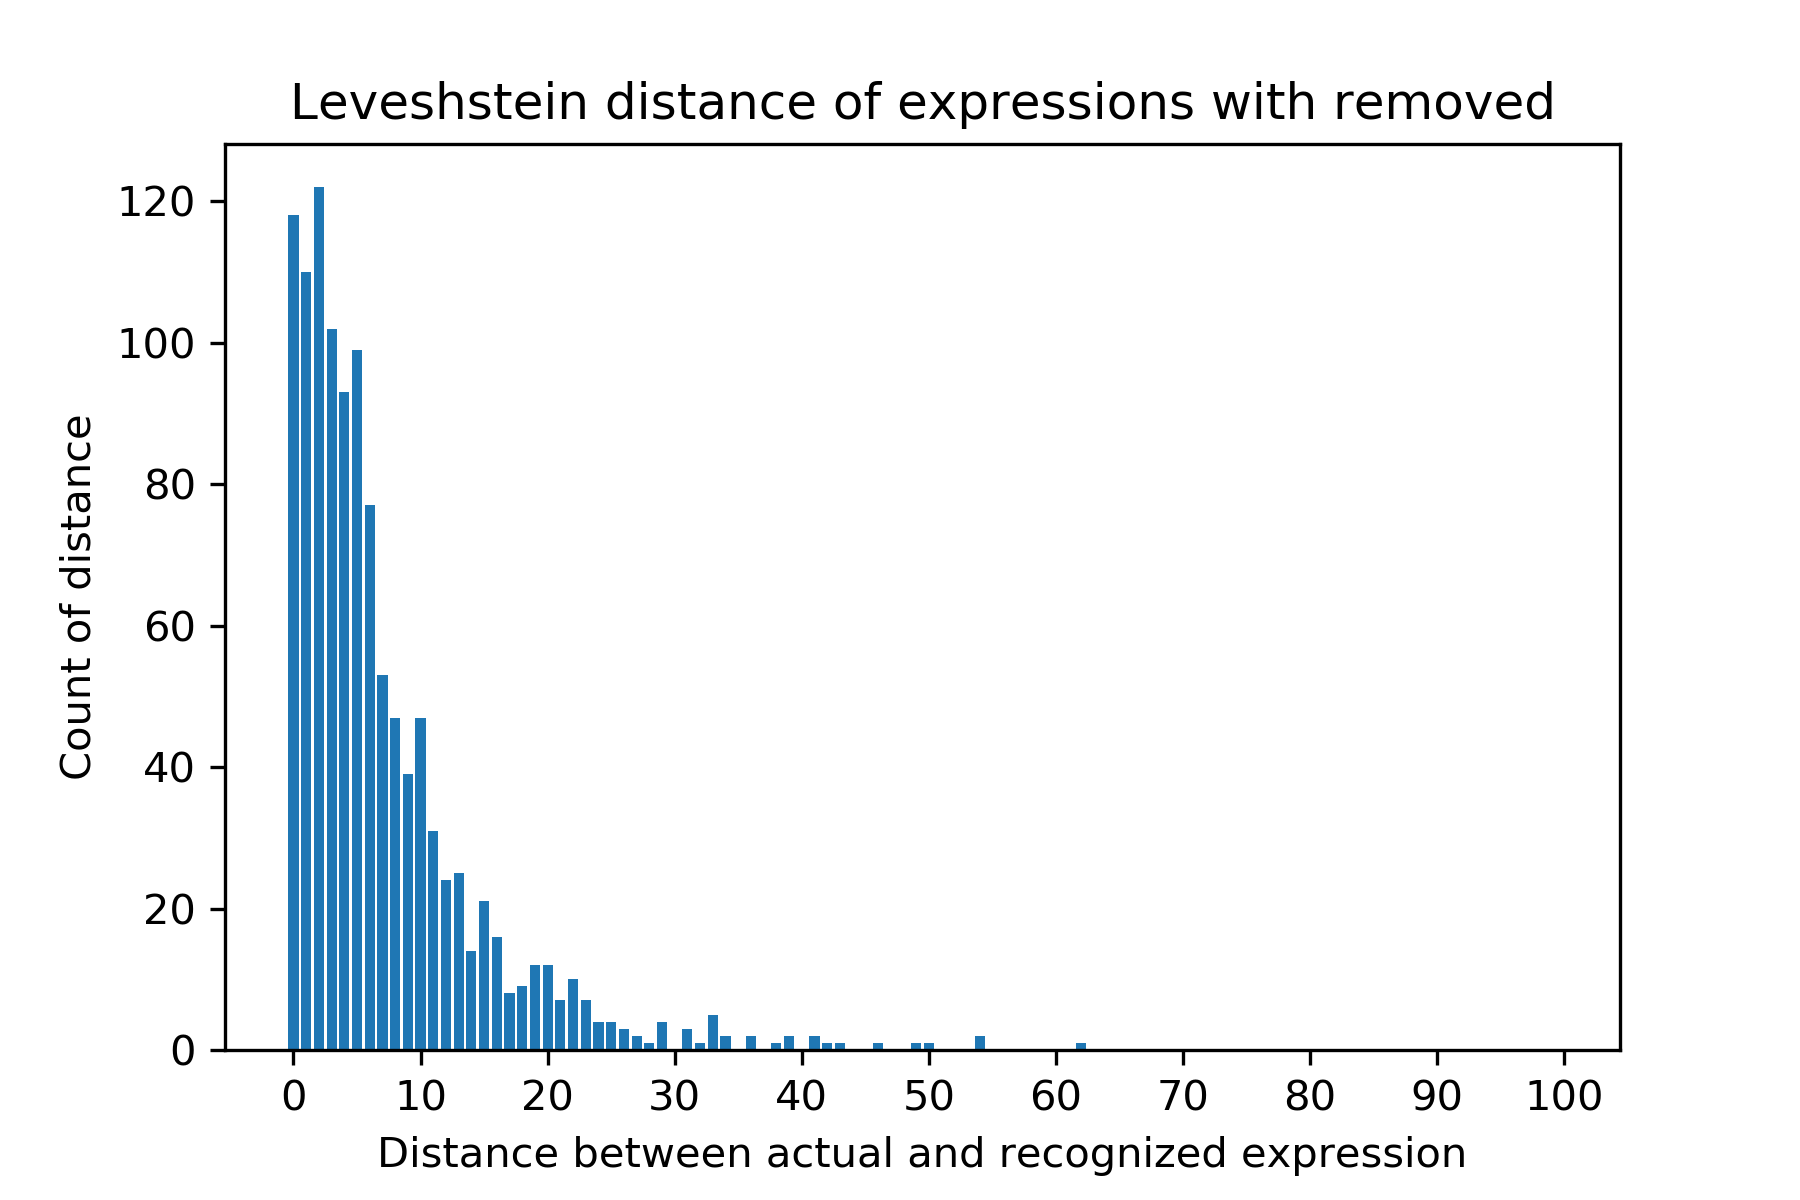 Leveshstein distance of expressions with removed
Count of distance
120
100
80
60
40
20
0
0 10 20 30 40 50 60 70 80 90 100
Distance between actual and recognized expression